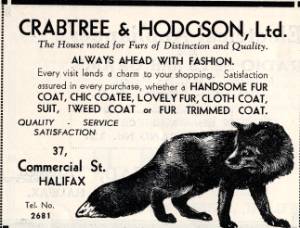 CRABTREE & HODGSON, Ltd.
The House noted for Furs of Distinction and Quality.
ALWAYS AHEAD WITH FASHION.
Every visit lends a charm to your shopping. Satisfaction
assured in every purchase, whether a HANDSOME FUR
COAT, CHIC COATEE, LOVELY FUR, CLOTH COAT,
SUIT, TWEED COAT or FUR TRIMMED COAT.
QUALITY - SERVICE
SATISFACTION
37,
Commercial St.
HALIFAX
Tel. No.
2681